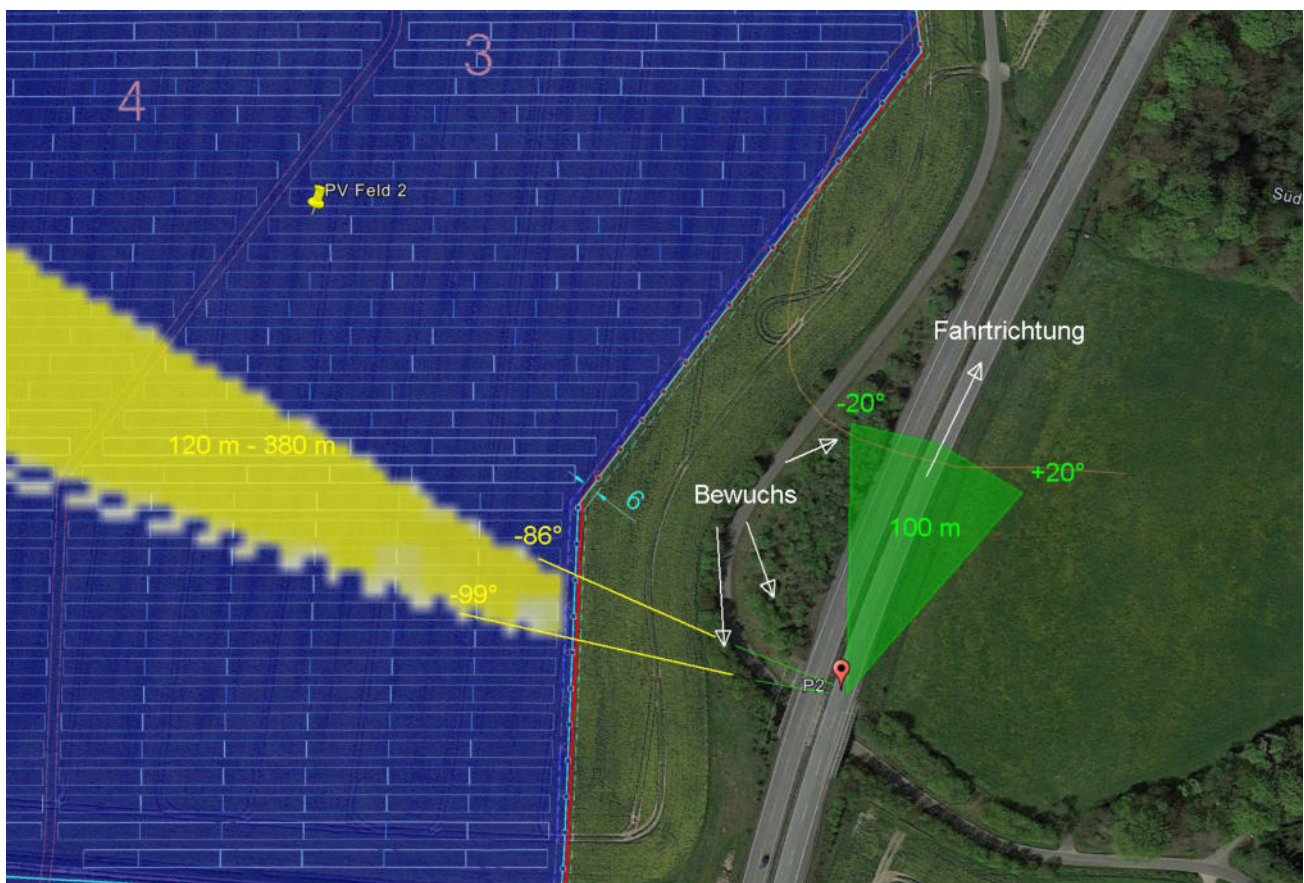 3
4
PV Feld 2
Süd
Fahrtrichtung
-20°
120 m - 380 m
+20°
Bewuchs
6
100 m
-86°
-99°
P2